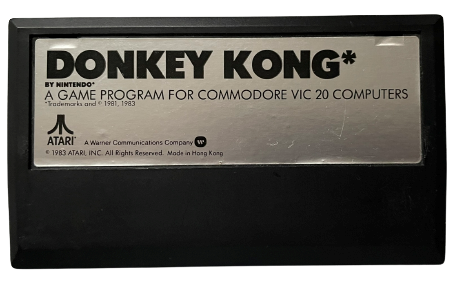 DONKEY KONG*
BY NINTENDO*
A GAME PROGRAM FOR COMMODORE VIC 20 COMPUTERS
*Trademarks and © 1981, 1983
ATARI® A Warner Communications Company W
© 1983 ATARI, INC. All Rights Reserved. Made in Hong Kong